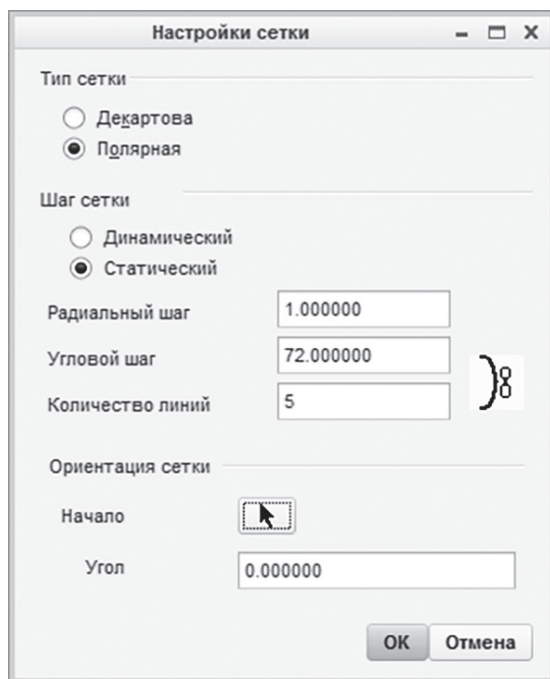 Настройки сетки
Тип сетки
Декартова
Полярная
Шаг сетки
Динамический
Статический
Радиальный шаг 1.000000
Угловой шаг 72.000000
Количество линий 5
Ориентация сетки
Начало
Угол 0.000000
ОК Отмена